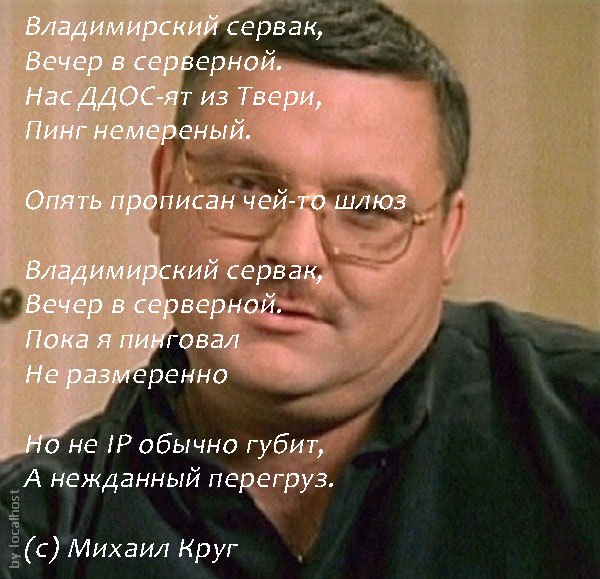 Владимирский сервак,
Вечер в серверной.
Нас ДДОС-ят из Твери,
Пинг немереный.
Опять прописан чей-то шлюз
Владимирский сервак,
Вечер в серверной.
Пока я пинговал
Не размеренно
Но не IP обычно губит,
А нежданный перегруз.
(с) Михаил Круг
by localhost